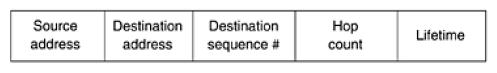 Source Destination Destination Hop Lifetime
address address sequence # count